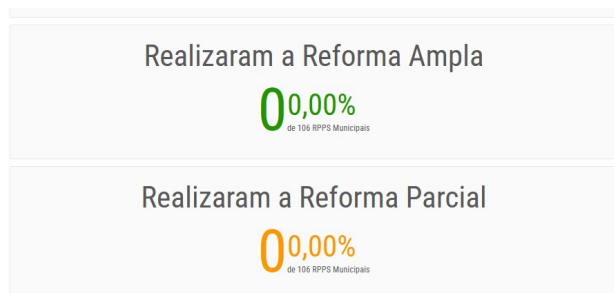 Realizaram a Reforma Ampla
0 0,00%
de 106 RPPS Municipais
Realizaram a Reforma Parcial
0 0,00%
de 106 RPPS Municipais